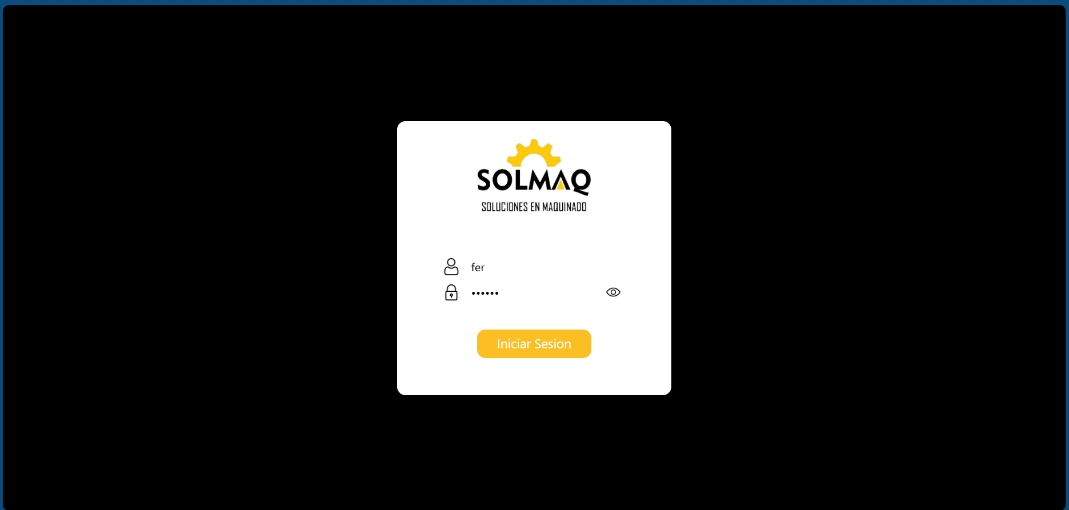 SOLMAQ
SOLUCIONES EN MAQUINADO
fer
••••••
Iniciar Sesion